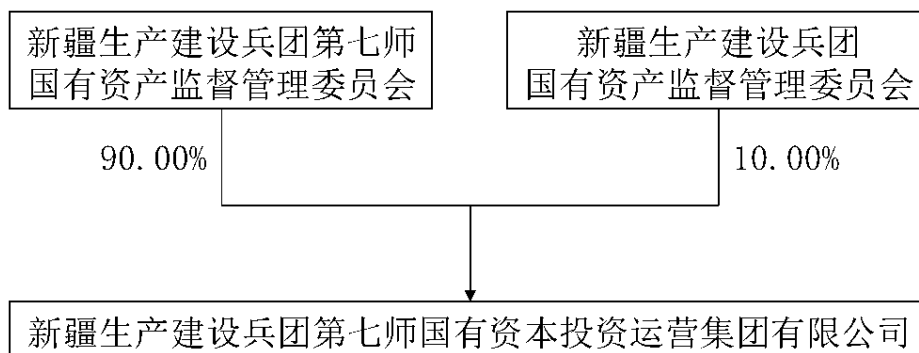 新疆生产建设兵团第七师
国有资产监督管理委员会
新疆生产建设兵团
国有资产监督管理委员会
90.00%
10.00%
新疆生产建设兵团第七师国有资本投资运营集团有限公司